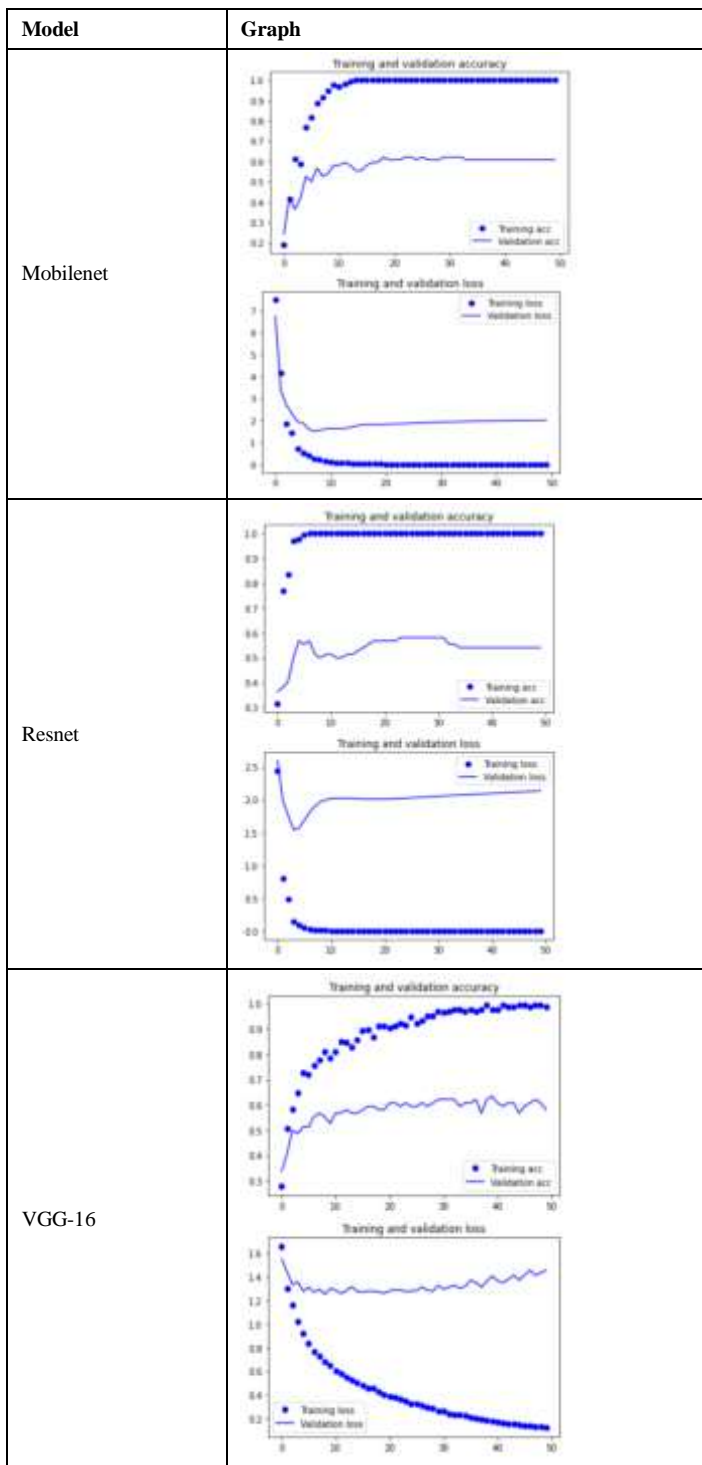 Model Graph
Training and validation accuracy
1.0
0.9
0.8
0.7
0.6
0.5
0.4
0.3
0.2
Training acc
Validation acc
0 10 20 30 40 50
Mobilenet
Training and validation loss
7
6
5
4
3
2
1
0
Training loss
Validation loss
0 10 20 30 40 50
Training and validation accuracy
1.0
0.9
0.8
0.7
0.6
0.5
0.4
0.3
Training acc
Validation acc
0 10 20 30 40 50
Resnet
Training and validation loss
2.5
2.0
1.5
1.0
0.5
0.0
Training loss
Validation loss
0 10 20 30 40 50
Training and validation accuracy
1.0
0.9
0.8
0.7
0.6
0.5
0.4
0.3
Training acc
Validation acc
0 10 20 30 40 50
VGG-16
Training and validation loss
1.6
1.4
1.2
1.0
0.8
0.6
0.4
0.2
Training loss
Validation loss
0 10 20 30 40 50